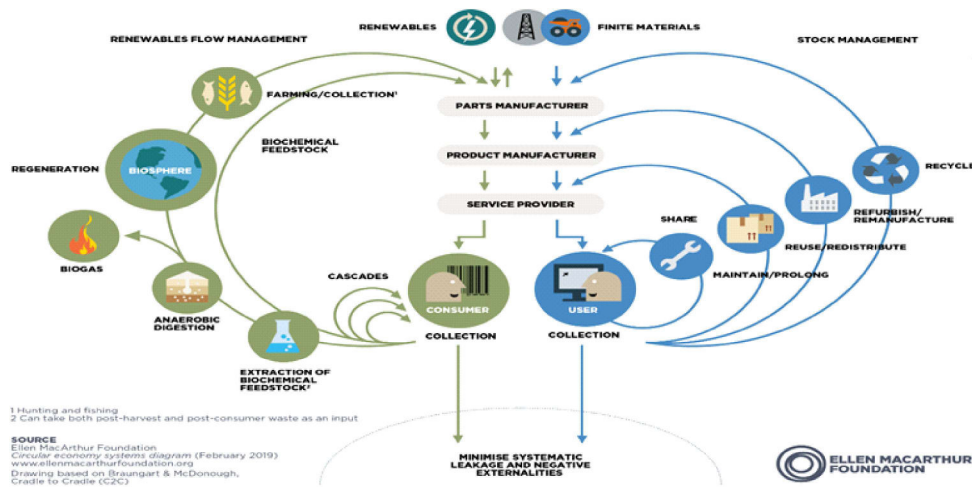 RENEWABLES
FINITE MATERIALS
RENEWABLES FLOW MANAGEMENT
STOCK MANAGEMENT
FARMING/COLLECTION¹
PARTS MANUFACTURER
BIOCHEMICAL
FEEDSTOCK
PRODUCT MANUFACTURER
REGENERATION
BIOSPHERE
RECYCLE
SERVICE PROVIDER
SHARE
REFURBISH/
REMANUFACTURE
REUSE/REDISTRIBUTE
BIOGAS
CASCADES
MAINTAIN/PROLONG
CONSUMER
USER
ANAEROBIC
DIGESTION
COLLECTION
COLLECTION
EXTRACTION OF
BIOCHEMICAL
FEEDSTOCK²
1 Hunting and fishing
2 Can take both post-harvest and post-consumer waste as an input
SOURCE
Ellen MacArthur Foundation
Circular economy systems diagram (February 2019)
www.ellenmacarthurfoundation.org
Drawing based on Braungart & McDonough,
Cradle to Cradle (C2C)
MINIMISE SYSTEMATIC
LEAKAGE AND NEGATIVE
EXTERNALITIES
ELLEN MACARTHUR
FOUNDATION